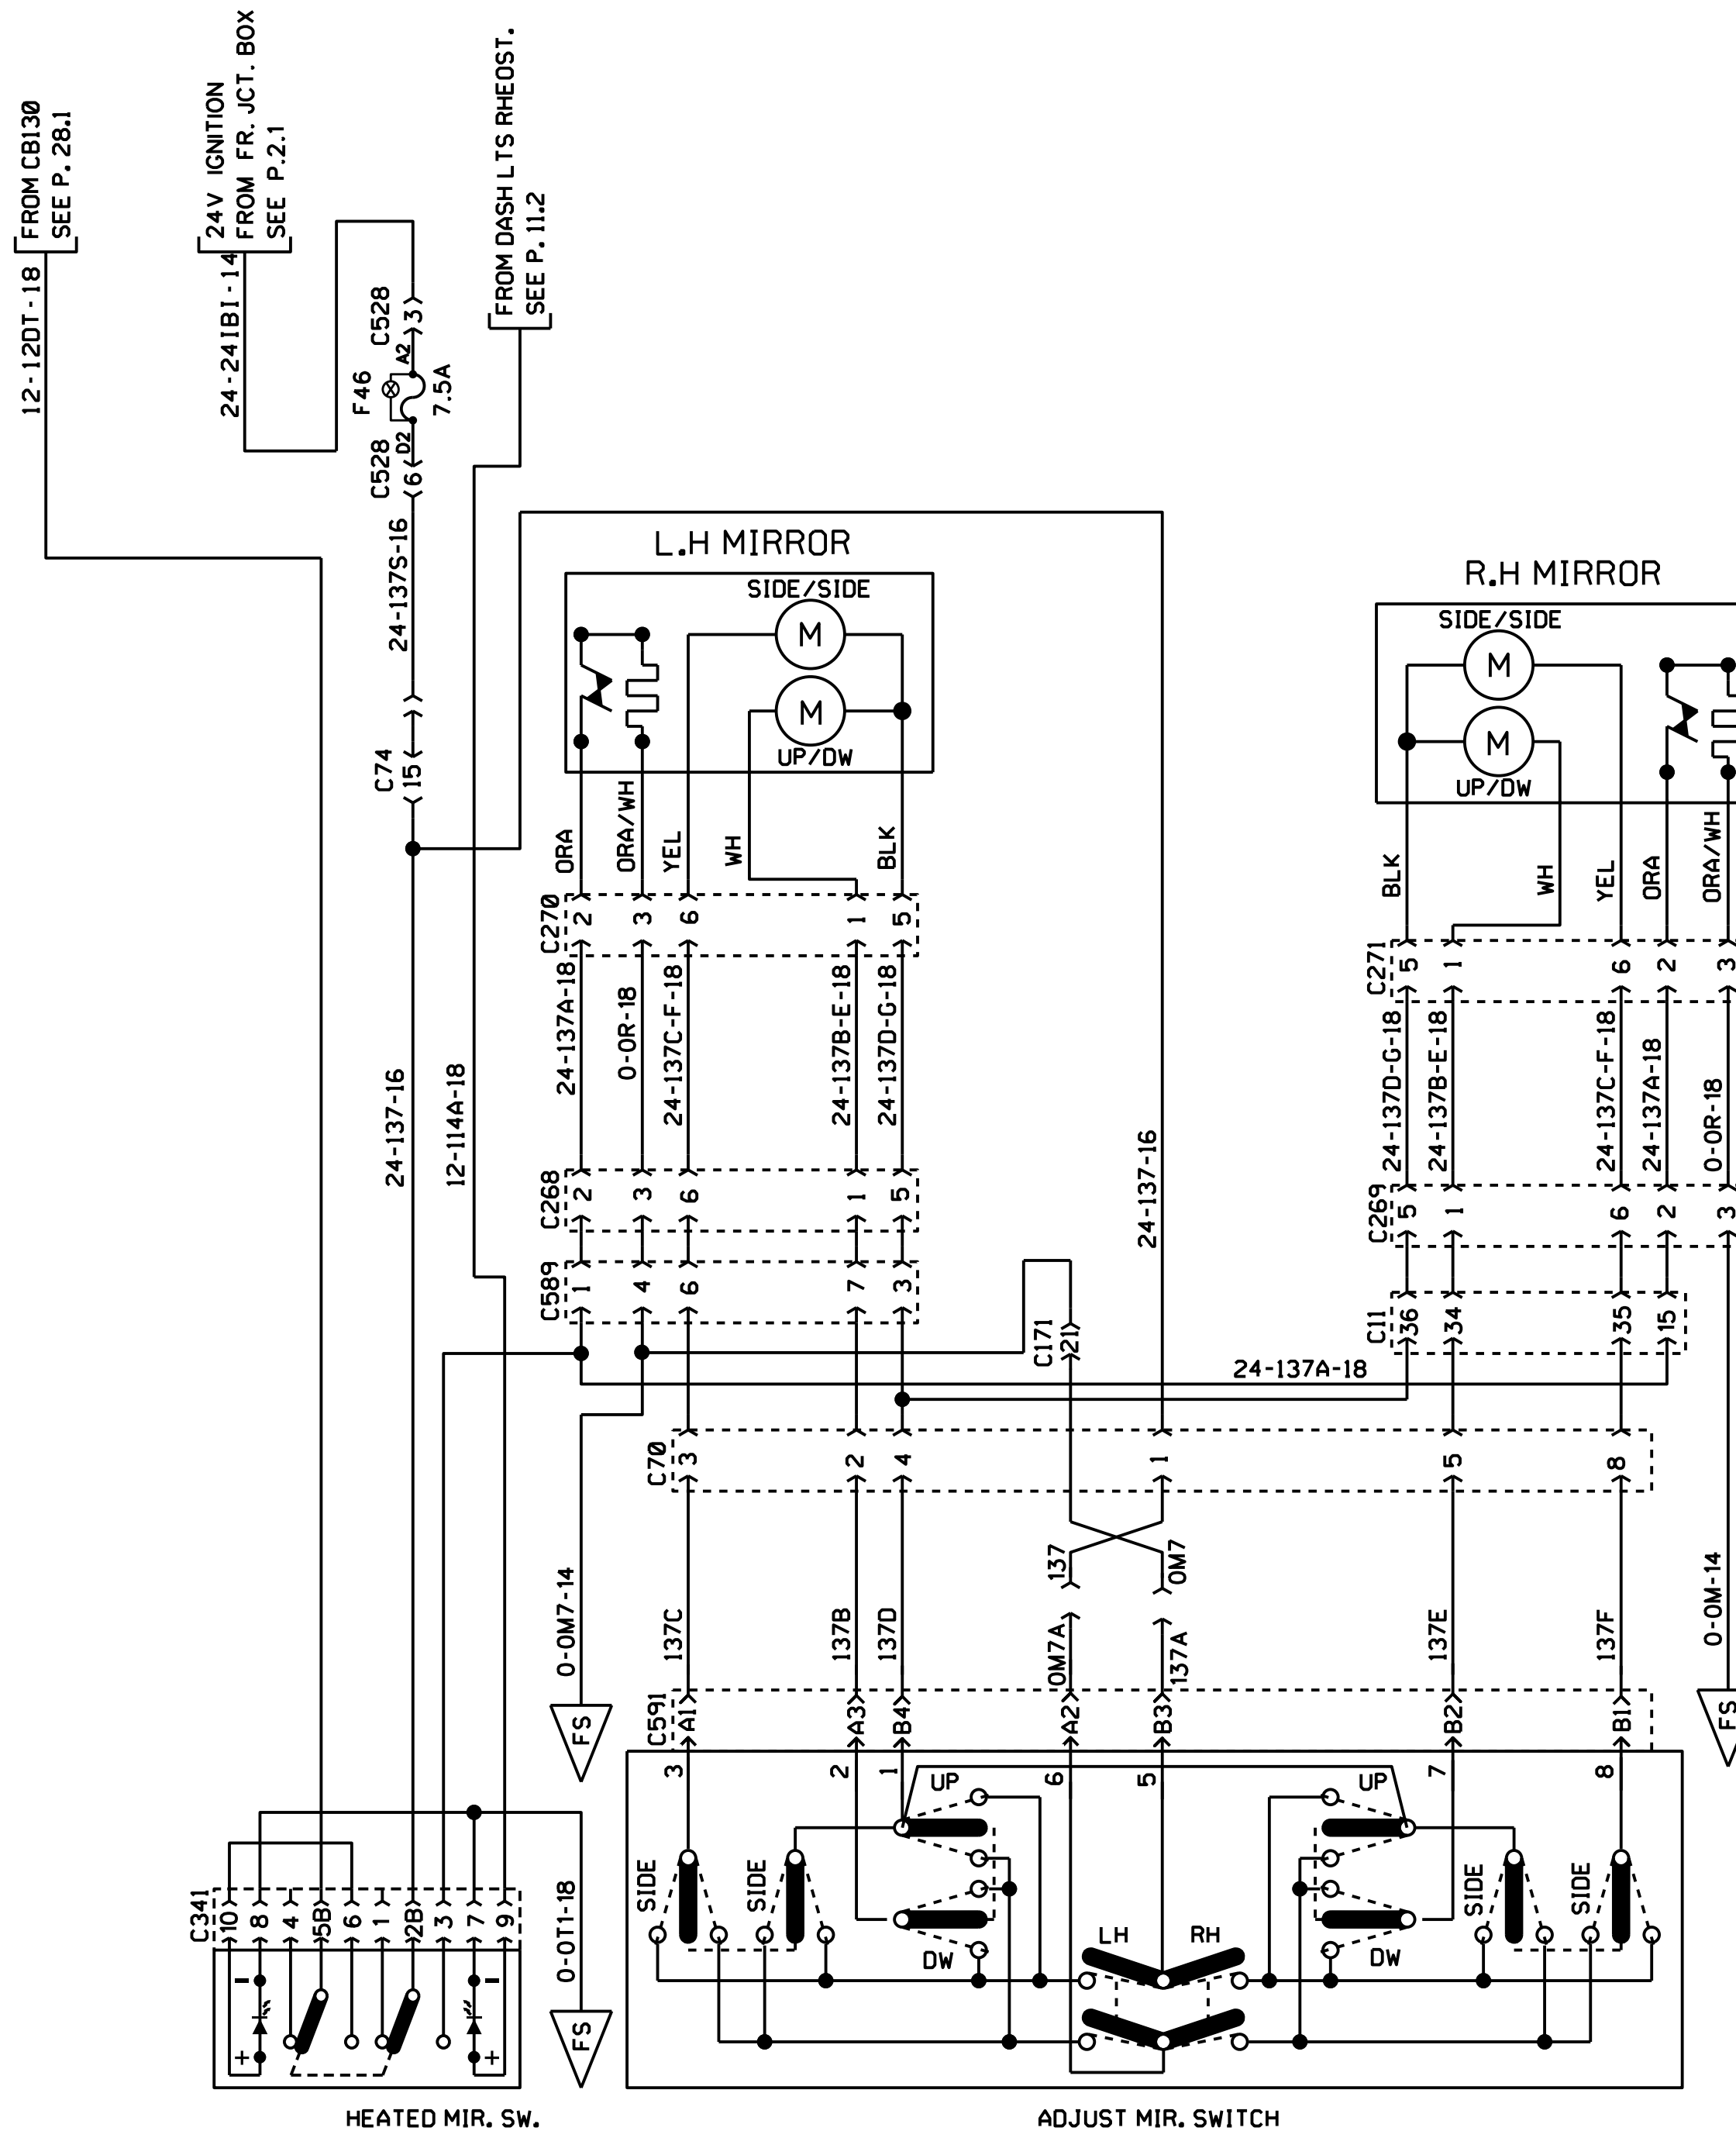 FROM CB130
SEE P. 28.1
24V IGNITION
FROM FR. JCT. BOX
SEE P.2.1
FROM DASH LTS RHEOST.
SEE P. 11.2
12-12DT-18
24-24IBI-14
C528
3
A2
F46
7.5A
D2
C528
6
24-137S-16
C74
15
24-137-16
12-114A-18
L.H MIRROR
SIDE/SIDE
M
M
UP/DW
ORA
ORA/WH
YEL
WH
BLK
C270
2
3
6
1
5
24-137A-18
0-0R-18
24-137C-F-18
24-137B-E-18
24-137D-G-18
C268
2
3
6
1
5
C589
1
4
6
7
3
R.H MIRROR
SIDE/SIDE
M
M
UP/DW
BLK
WH
YEL
ORA
ORA/WH
C271
5
1
6
2
3
24-137D-G-18
24-137B-E-18
24-137C-F-18
24-137A-18
0-0R-18
C269
5
1
6
2
3
C11
36
34
35
15
24-137-16
C171
21
24-137A-18
C70
3
2
4
1
5
8
0-0M7-14
137C
137B
137D
137
0M7
0M7A
137A
137E
137F
0-0M-14
FS
FS
C591
A1
A3
B4
A2
B3
B2
B1
3
2
1
6
5
7
8
UP
UP
SIDE
SIDE
SIDE
SIDE
DW
DW
LH
RH
C341
10
8
4
5B
6
1
2B
3
7
9
0-0T1-18
FS
-
-
+
+
HEATED MIR. SW.
ADJUST MIR. SWITCH